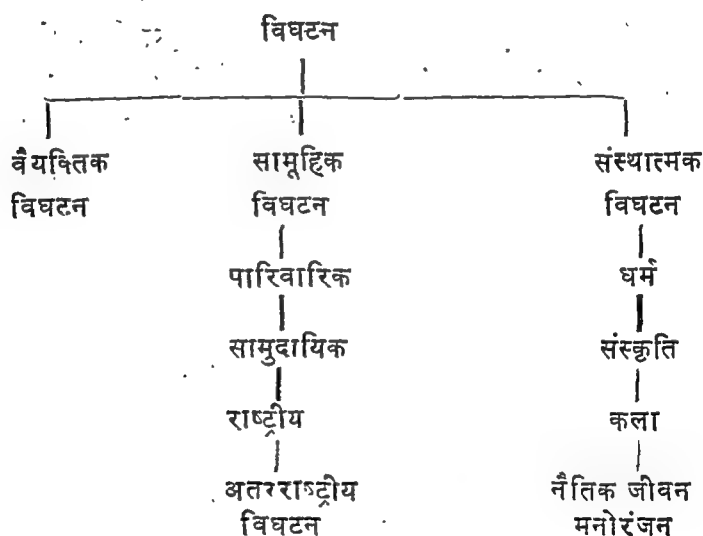 विघटन
वैयक्तिक
विघटन
सामूहिक
विघटन
पारिवारिक
सामुदायिक
राष्ट्रीय
अतरराष्ट्रीय
विघटन
संस्थात्मक
विघटन
धर्म
संस्कृति
कला
नैतिक जीवन
मनोरंजन